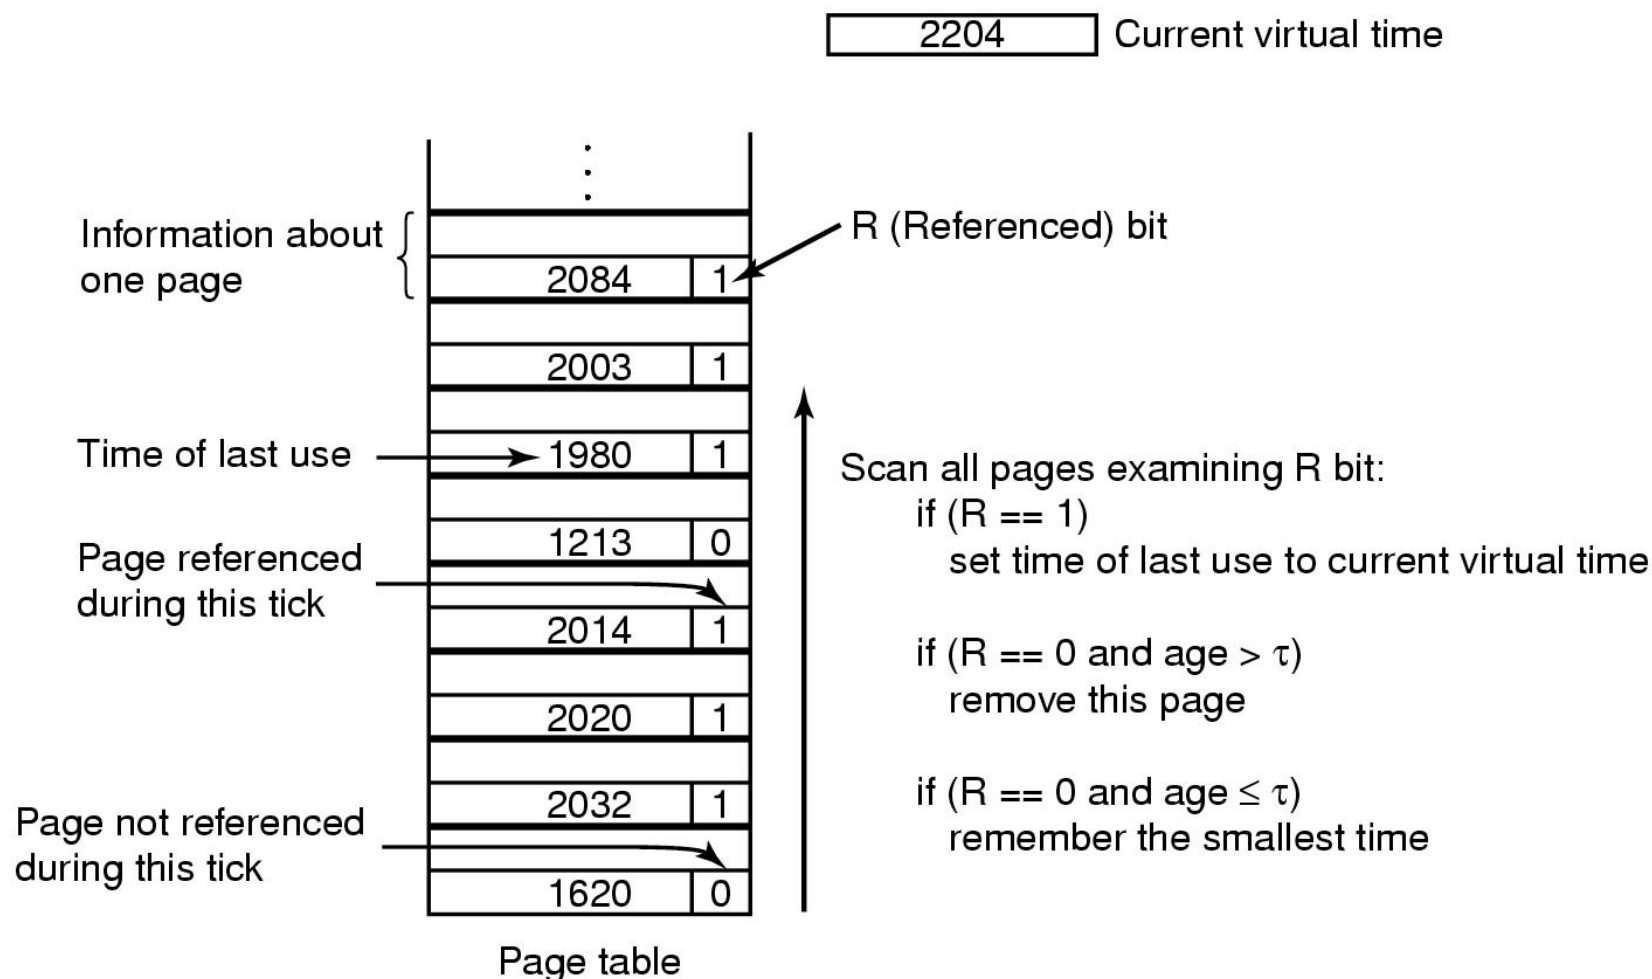 2204 Current virtual time
Information about
one page
R (Referenced) bit
2084 1
2003 1
Time of last use
1980 1
1213 0
Page referenced
during this tick
2014 1
2020 1
2032 1
Page not referenced
during this tick
1620 0
Page table
Scan all pages examining R bit:
if (R == 1)
set time of last use to current virtual time
if (R == 0 and age > τ)
remove this page
if (R == 0 and age ≤ τ)
remember the smallest time